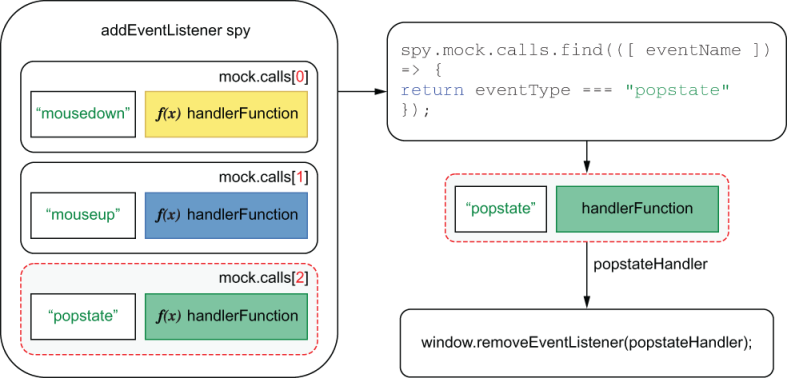 addEventListener spy
mock.calls[0]
“mousedown”
f(x) handlerFunction
mock.calls[1]
“mouseup”
f(x) handlerFunction
mock.calls[2]
“popstate”
f(x) handlerFunction
spy.mock.calls.find(([ eventName ])
=> {
return eventType === "popstate"
});
“popstate”
handlerFunction
popstateHandler
window.removeEventListener(popstateHandler);